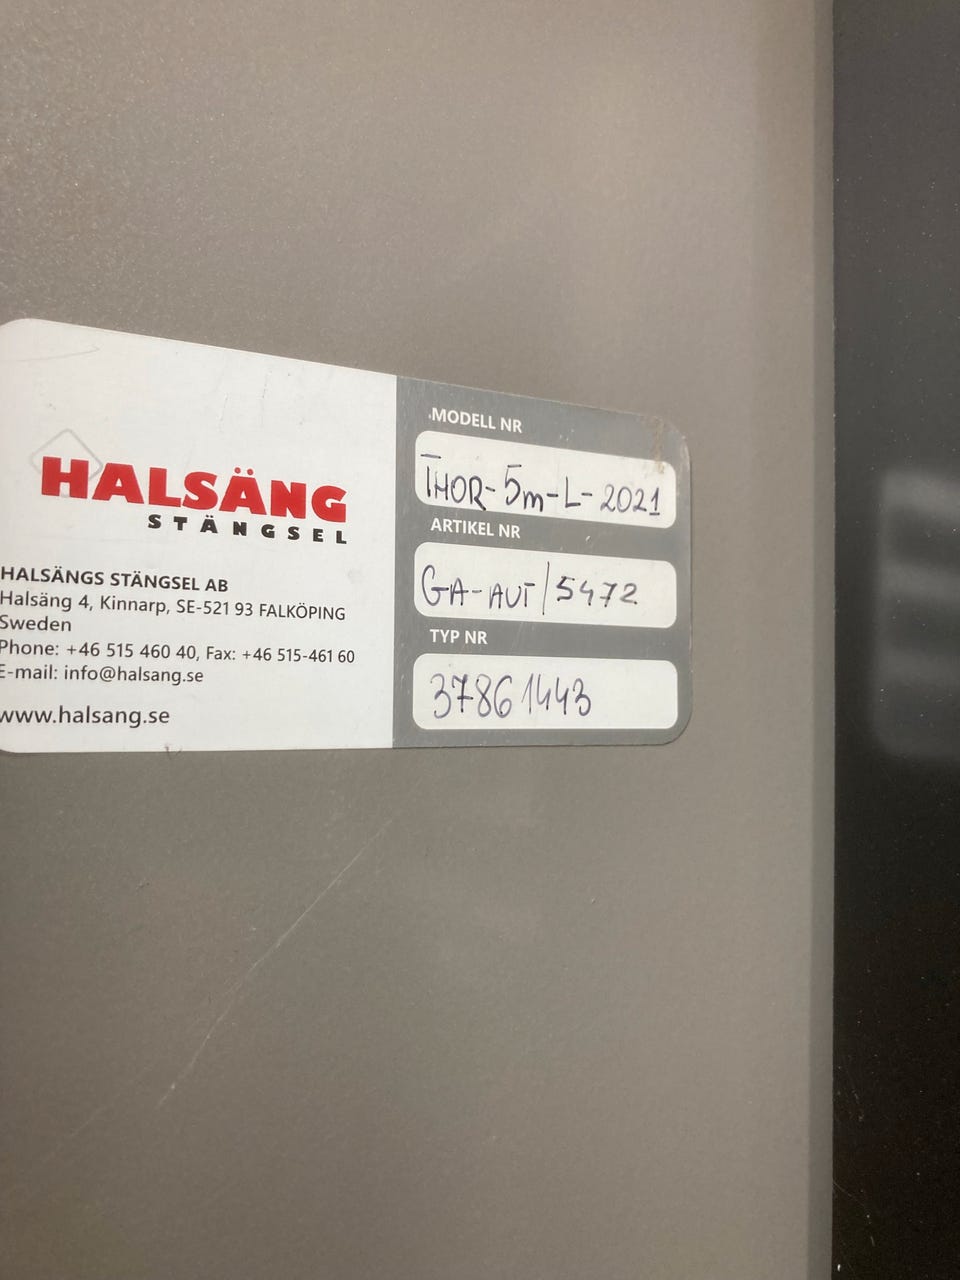 HALSÄNG
STÄNGSEL
HALSÄNGS STÄNGSEL AB
Halsäng 4, Kinnarp, SE-521 93 FALKÖPING
Sweden
Phone: +46 515 460 40, Fax: +46 515-461 60
E-mail: info@halsang.se
www.halsang.se
MODELL NR
THOR-5m-L-2021
ARTIKEL NR
GA-AUT/5472
TYP NR
37861443